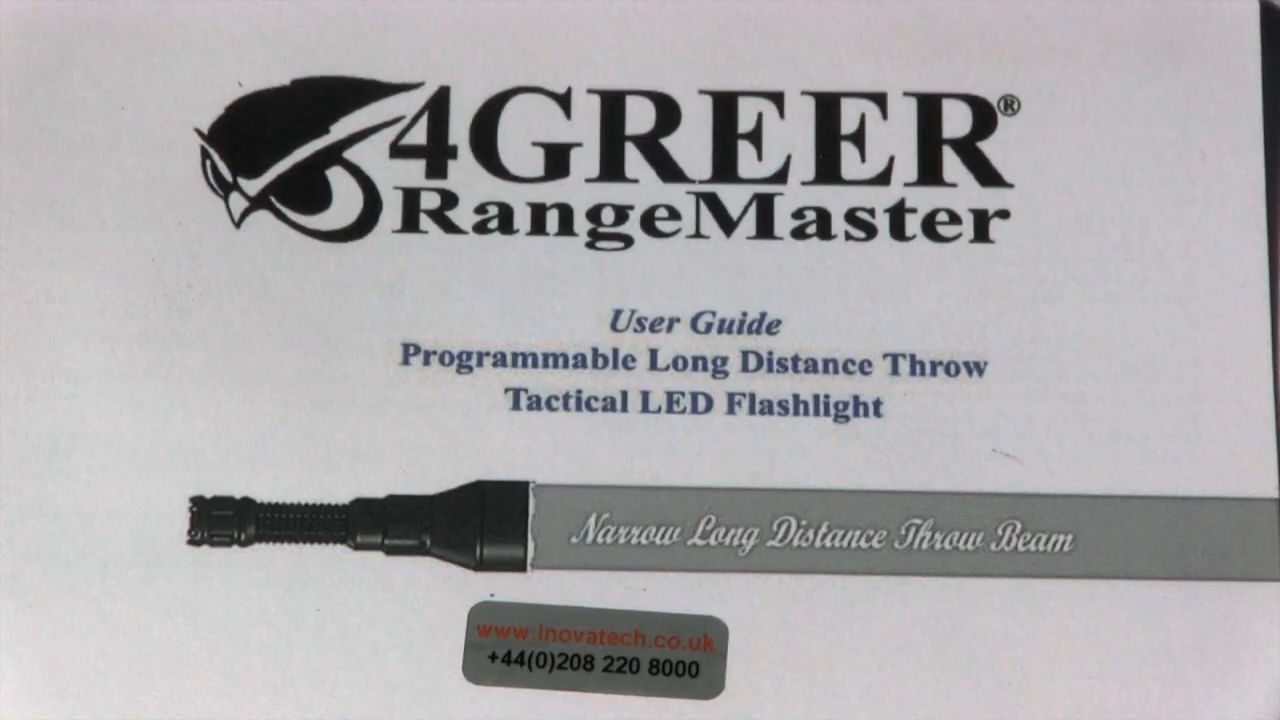 4GREER®
RangeMaster
User Guide
Programmable Long Distance Throw
Tactical LED Flashlight
Narrow Long Distance Throw Beam
www.inovatech.co.uk
+44(0)208 220 8000